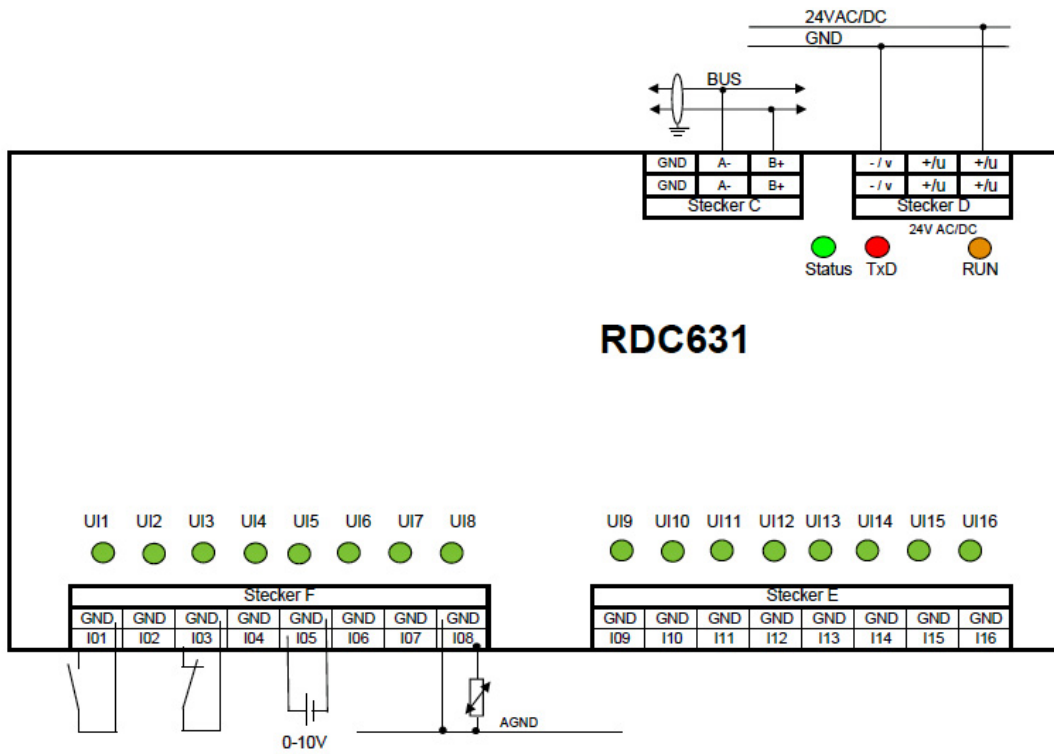 24VAC/DC
GND
BUS
GND A- B+ - / v +/u +/u
GND A- B+ - / v +/u +/u
Stecker C Stecker D
24V AC/DC
Status TxD RUN
RDC631
UI1 UI2 UI3 UI4 UI5 UI6 UI7 UI8 UI9 UI10 UI11 UI12 UI13 UI14 UI15 UI16
Stecker F Stecker E
GND GND GND GND GND GND GND GND GND GND GND GND GND GND GND GND
I01 I02 I03 I04 I05 I06 I07 I08 I09 I10 I11 I12 I13 I14 I15 I16
AGND
0-10V